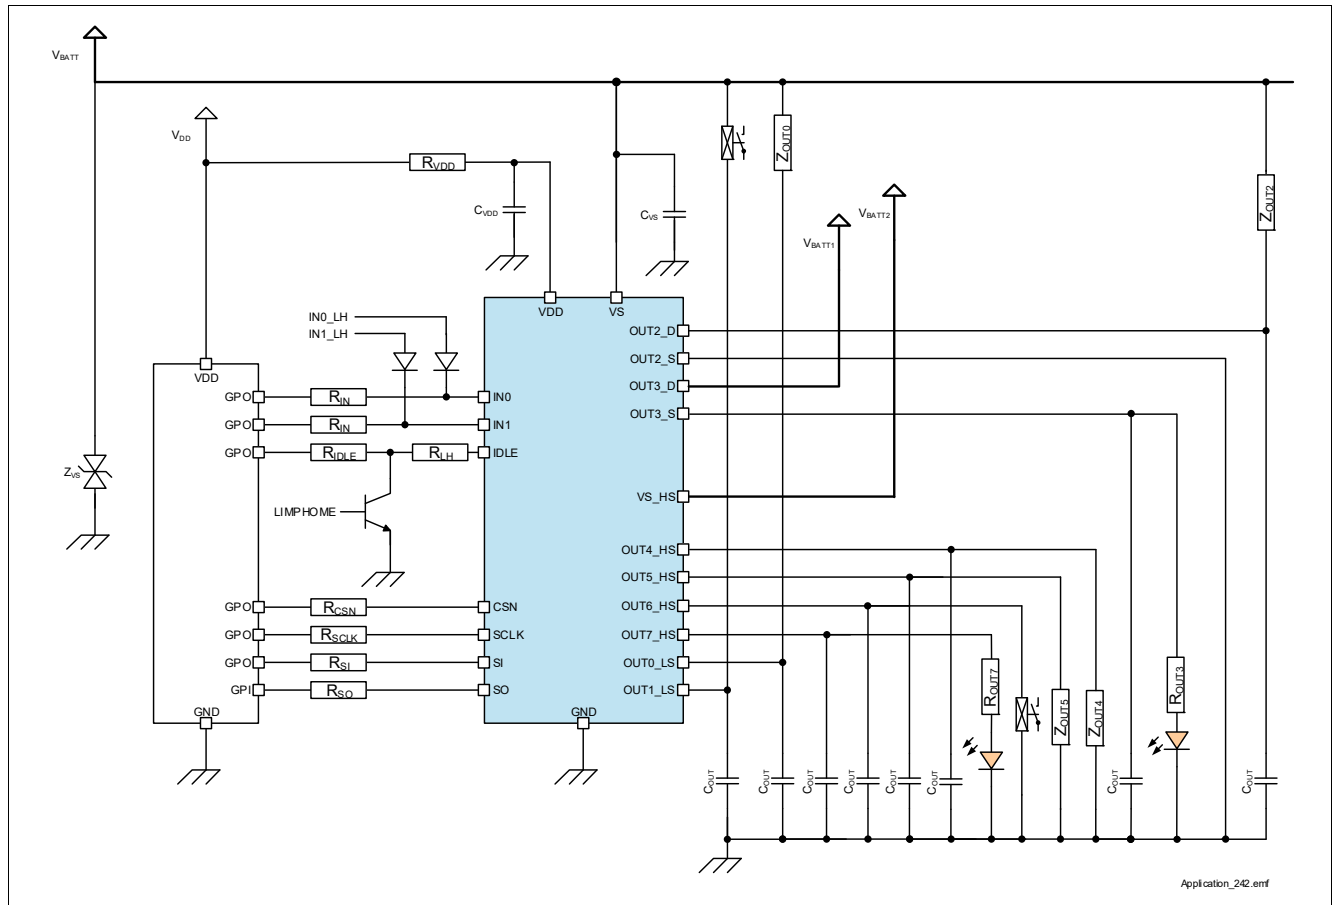 VBATT
VDD
RVDD
CVDD
CVS
ZOUT0
VBATT1
VBATT2
ZOUT2
VDD
VS
IN0_LH
IN1_LH
VDD
GPO
RIN
IN0
GPO
RIN
IN1
GPO
RIDLE
RLH
IDLE
ZVS
LIMPHOME
OUT2_D
OUT2_S
OUT3_D
OUT3_S
VS_HS
OUT4_HS
OUT5_HS
OUT6_HS
OUT7_HS
OUT0_LS
OUT1_LS
GPO
RCSN
CSN
GPO
RSCLK
SCLK
GPO
RSI
SI
GPI
RSO
SO
GND
GND
ROUT7
ZOUT5
ZOUT4
ROUT3
COUT
COUT
COUT
COUT
COUT
COUT
COUT
COUT
Application_242.emf